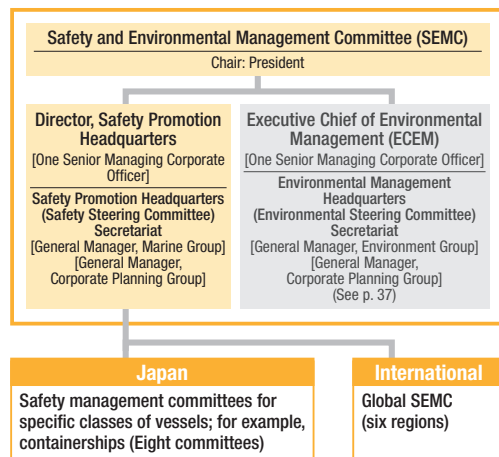 Safety and Environmental Management Committee (SEMC)
Chair: President
Director, Safety Promotion
Headquarters
[One Senior Managing Corporate
Officer]
Safety Promotion Headquarters
(Safety Steering Committee)
Secretariat
[General Manager, Marine Group]
[General Manager,
Corporate Planning Group]
Executive Chief of Environmental
Management (ECEM)
[One Senior Managing Corporate Officer]
Environmental Management
Headquarters
(Environmental Steering Committee)
Secretariat
[General Manager, Environment Group]
[General Manager,
Corporate Planning Group]
(See p. 37)
Japan
Safety management committees for
specific classes of vessels; for example,
containerships (Eight committees)
International
Global SEMC
(six regions)